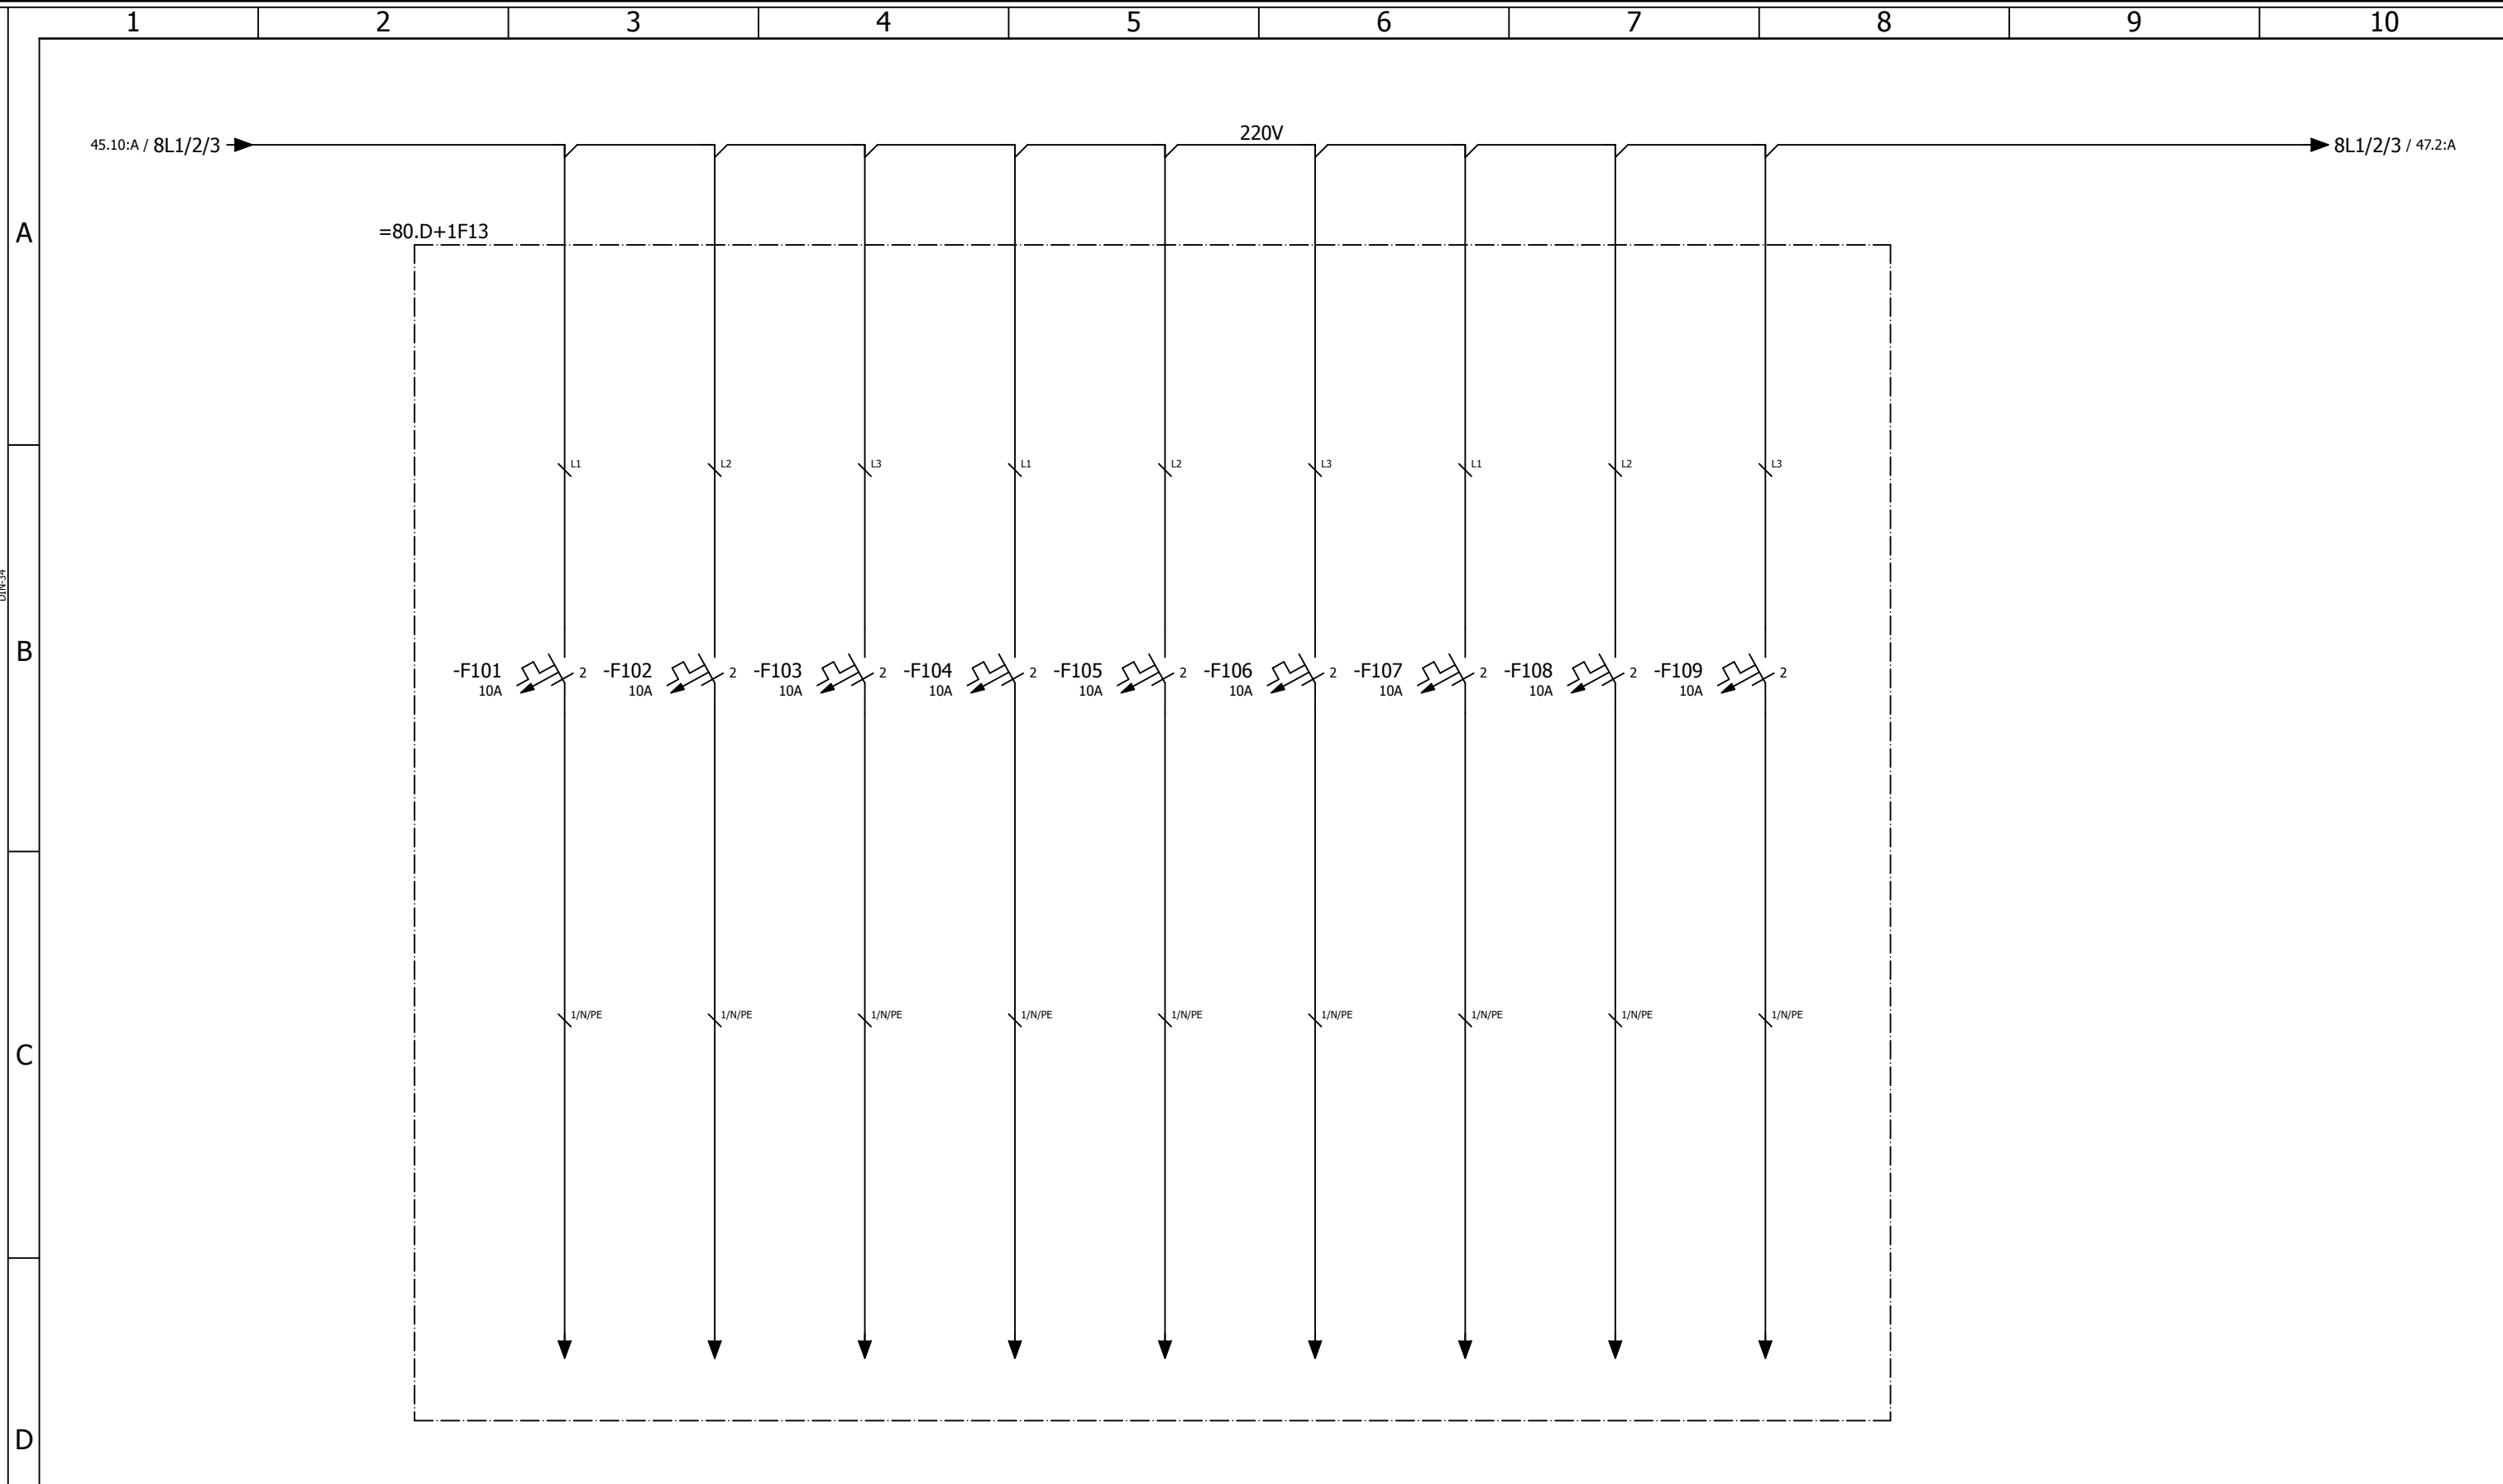 1 2 3 4 5 6 7 8 9 10
220V
45.10:A / 8L1/2/3 8L1/2/3 / 47.2:A
A
=80.D+1F13
L1 L2 L3 L1 L2 L3 L1 L2 L3
DIN-34
B
-F101 2 -F102 2 -F103 2 -F104 2 -F105 2 -F106 2 -F107 2 -F108 2 -F109 2
10A 10A 10A 10A 10A 10A 10A 10A 10A
1/N/PE 1/N/PE 1/N/PE 1/N/PE 1/N/PE 1/N/PE 1/N/PE 1/N/PE 1/N/PE
C
D